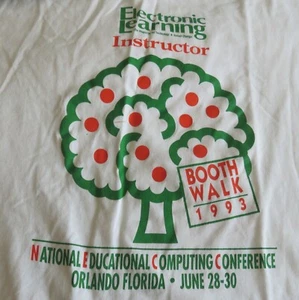 Electronic
Learning
Instructor
BOOTH
WALK
1993
NATIONAL EDUCATIONAL COMPUTING CONFERENCE
ORLANDO FLORIDA • JUNE 28-30